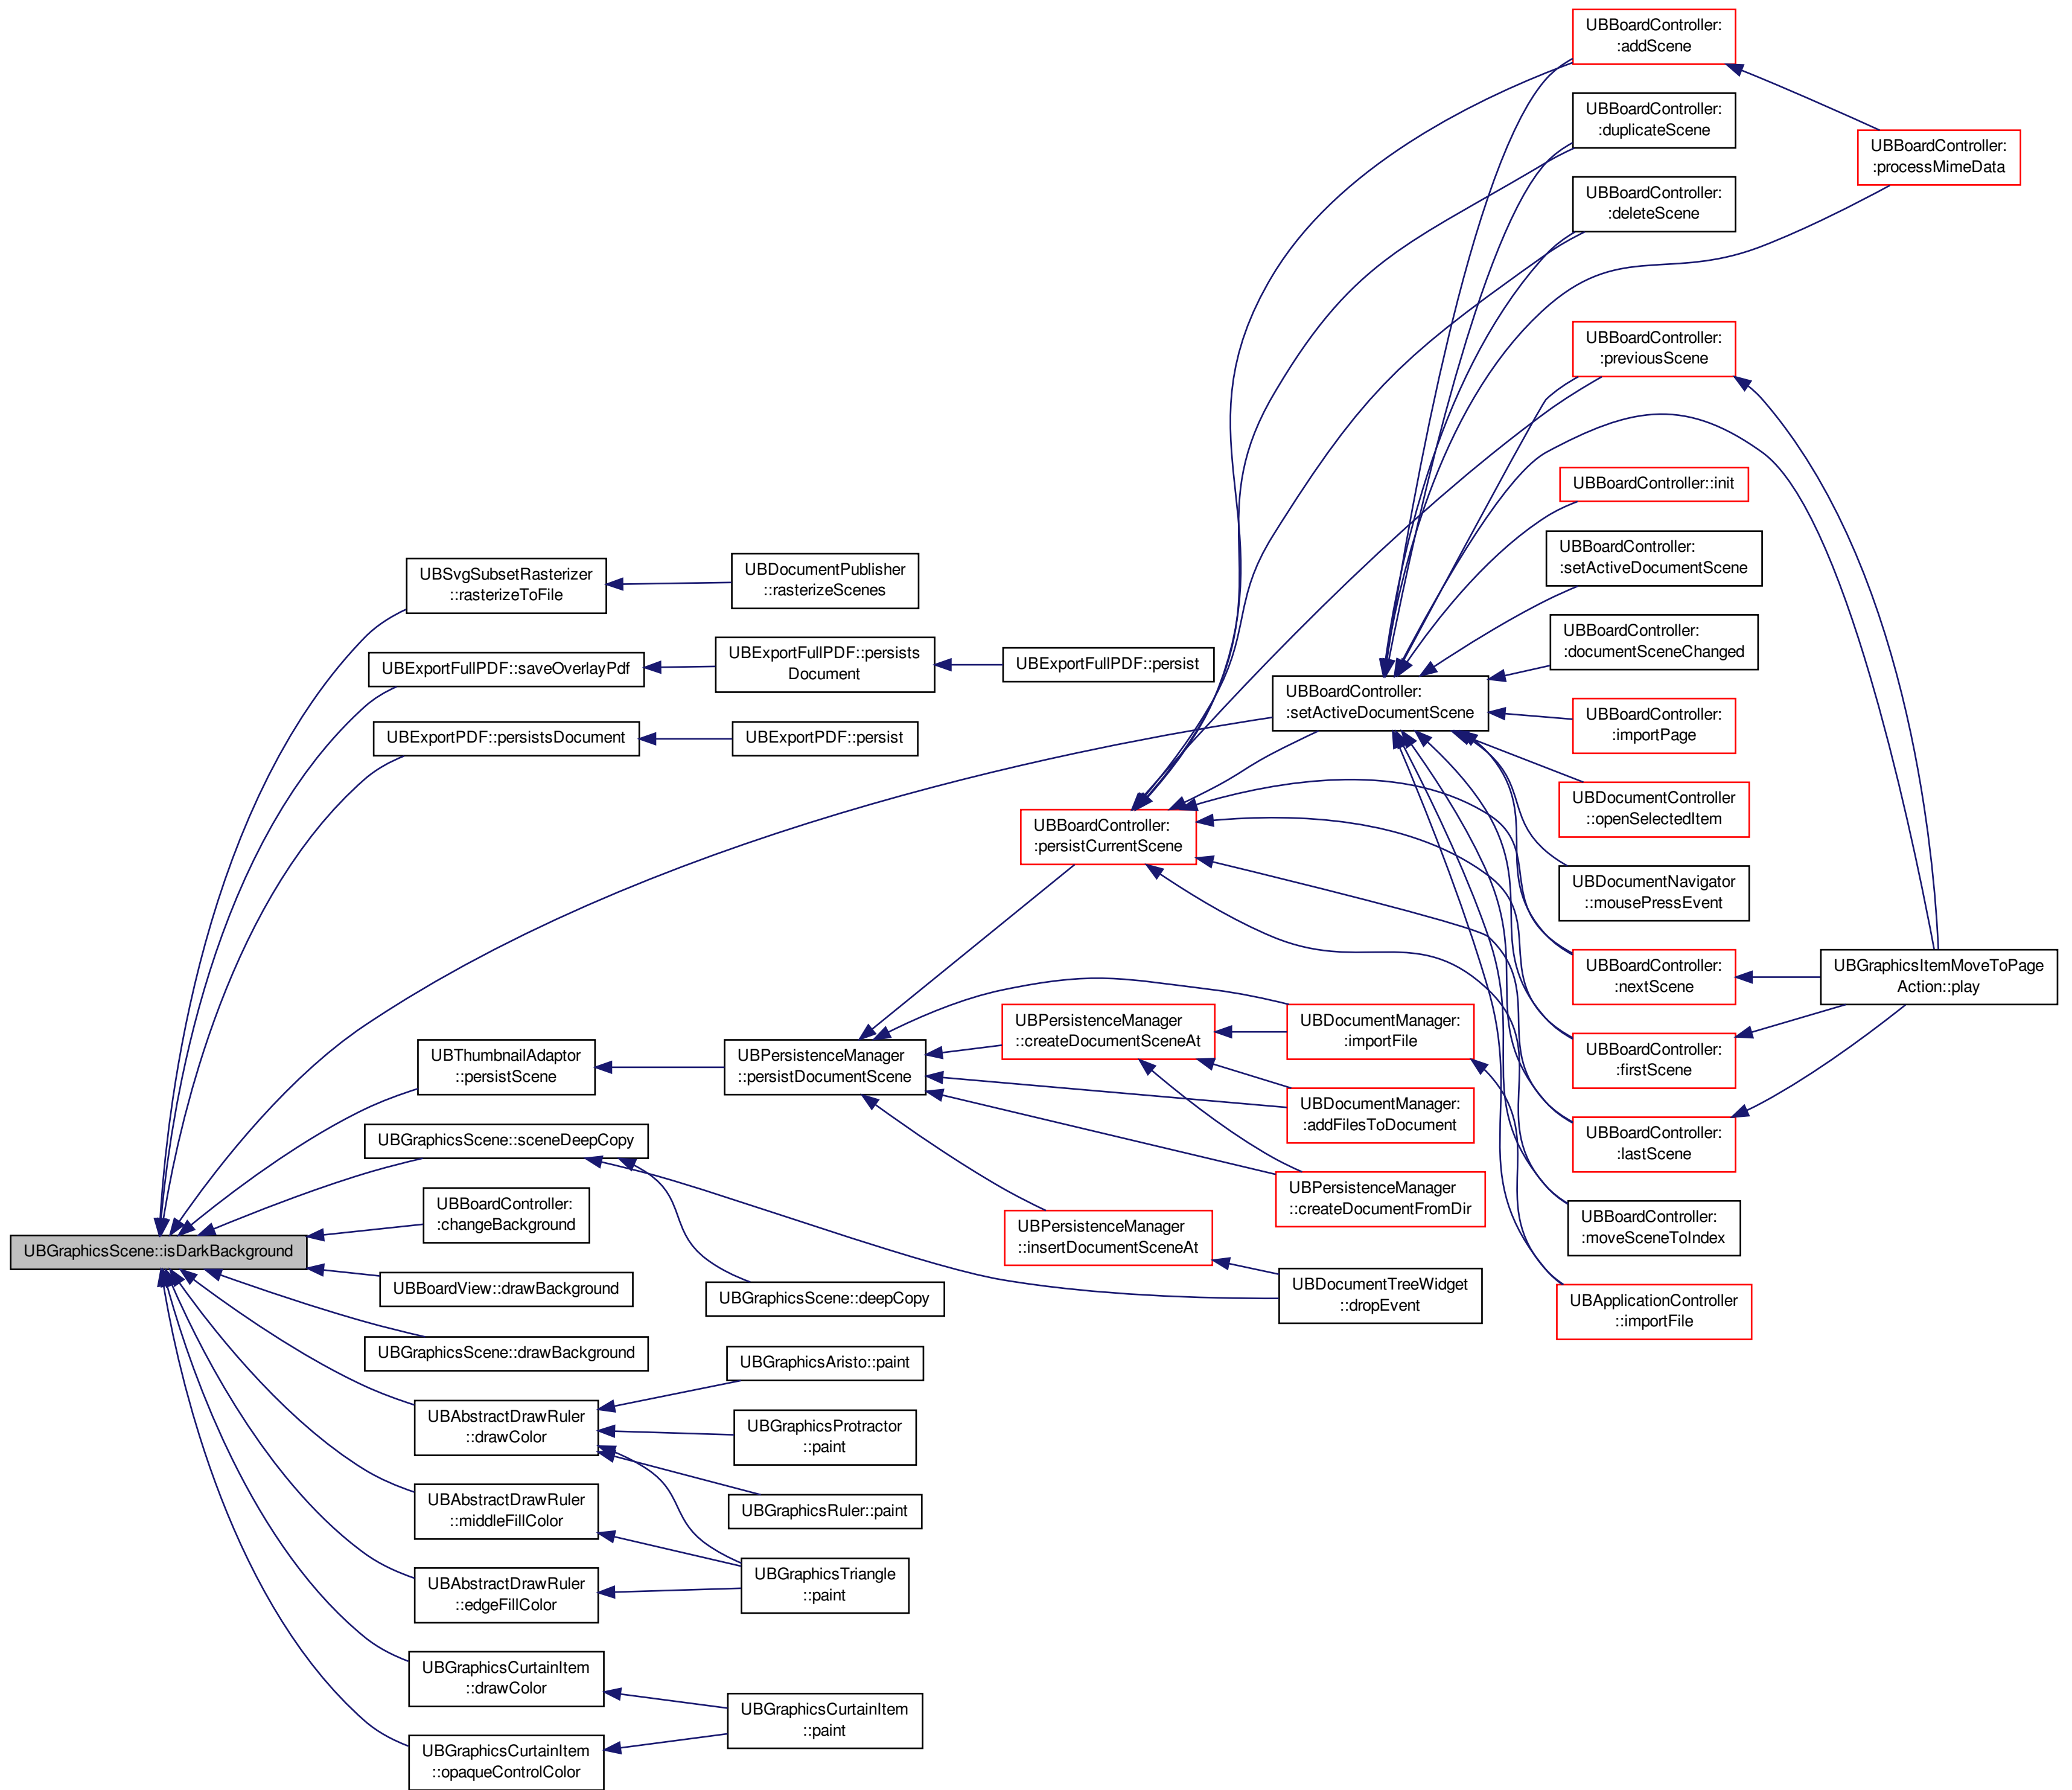 UBBoardController:
:addScene
UBBoardController:
:duplicateScene
UBBoardController:
:processMimeData
UBBoardController:
:deleteScene
UBBoardController:
:previousScene
UBBoardController::init
UBBoardController:
:setActiveDocumentScene
UBSvgSubsetRasterizer
::rasterizeToFile
UBDocumentPublisher
::rasterizeScenes
UBBoardController:
:documentSceneChanged
UBExportFullPDF::saveOverlayPdf
UBExportFullPDF::persists
Document
UBExportFullPDF::persist
UBBoardController:
:setActiveDocumentScene
UBBoardController:
:importPage
UBExportPDF::persistsDocument
UBExportPDF::persist
UBDocumentController
::openSelectedItem
UBBoardController:
:persistCurrentScene
UBDocumentNavigator
::mousePressEvent
UBBoardController:
:nextScene
UBGraphicsItemMoveToPage
Action::play
UBPersistenceManager
::createDocumentSceneAt
UBDocumentManager:
:importFile
UBBoardController:
:firstScene
UBThumbnailAdaptor
::persistScene
UBPersistenceManager
::persistDocumentScene
UBDocumentManager:
:addFilesToDocument
UBBoardController:
:lastScene
UBGraphicsScene::sceneDeepCopy
UBPersistenceManager
::createDocumentFromDir
UBBoardController:
:changeBackground
UBPersistenceManager
::insertDocumentSceneAt
UBBoardController:
:moveSceneToIndex
UBGraphicsScene::isDarkBackground
UBBoardView::drawBackground
UBGraphicsScene::deepCopy
UBDocumentTreeWidget
::dropEvent
UBApplicationController
::importFile
UBGraphicsScene::drawBackground
UBGraphicsAristo::paint
UBAbstractDrawRuler
::drawColor
UBGraphicsProtractor
::paint
UBAbstractDrawRuler
::middleFillColor
UBGraphicsRuler::paint
UBAbstractDrawRuler
::edgeFillColor
UBGraphicsTriangle
::paint
UBGraphicsCurtainItem
::drawColor
UBGraphicsCurtainItem
::paint
UBGraphicsCurtainItem
::opaqueControlColor